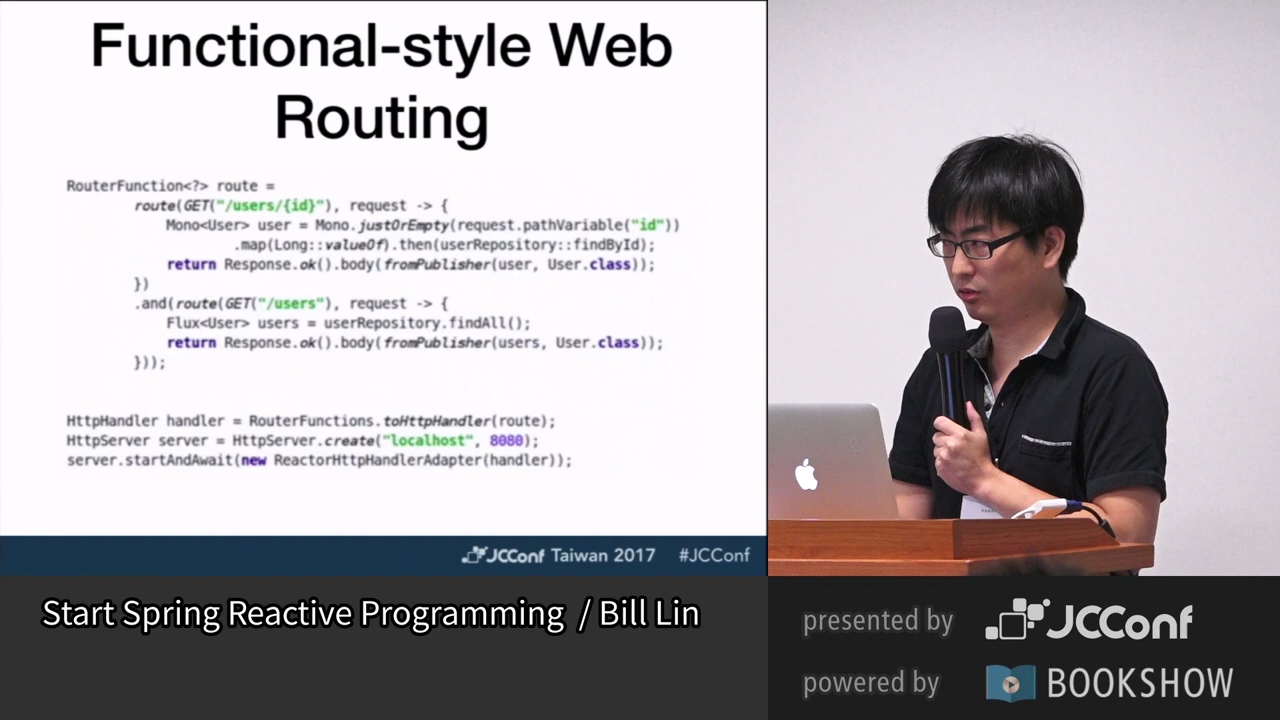 Functional-style Web
Routing
RouterFunction<?> route =
route(GET("/users/{id}"), request -> {
Mono<User> user = Mono.justOrEmpty(request.pathVariable("id"))
.map(Long::valueOf).then(userRepository::findById);
return Response.ok().body(fromPublisher(user, User.class));
})
.and(route(GET("/users"), request -> {
Flux<User> users = userRepository.findAll();
return Response.ok().body(fromPublisher(users, User.class));
}));
HttpHandler handler = RouterFunctions.toHttpHandler(route);
HttpServer server = HttpServer.create("localhost", 8080);
server.startAndAwait(new ReactorHttpHandlerAdapter(handler));
JCConf Taiwan 2017 #JCConf
Start Spring Reactive Programming / Bill Lin
presented by JCConf
powered by BOOKSHOW